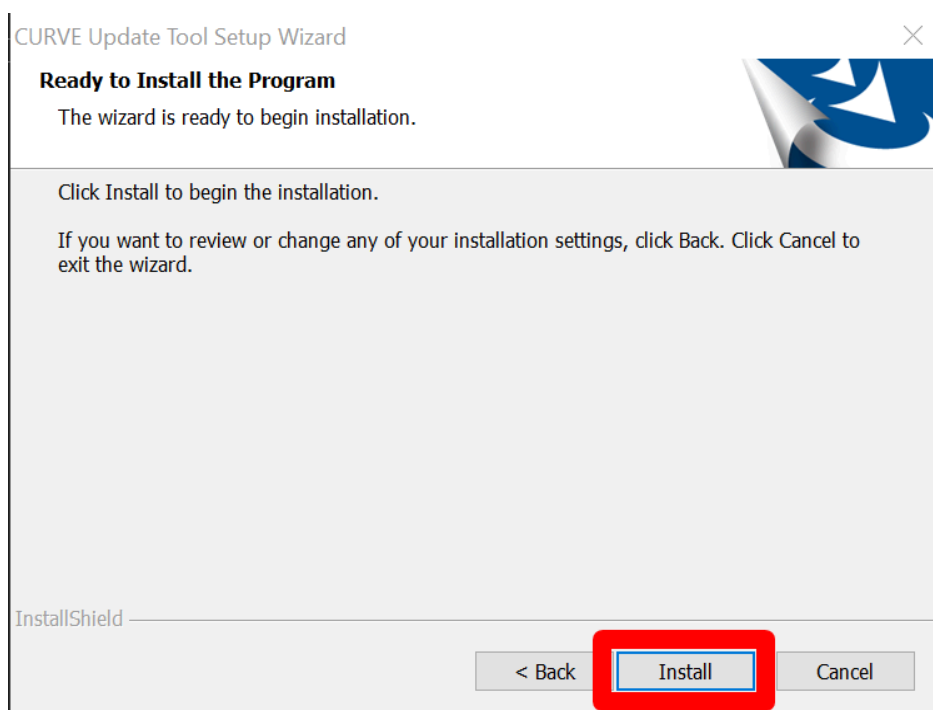 CURVE Update Tool Setup Wizard
Ready to Install the Program
The wizard is ready to begin installation.
Click Install to begin the installation.
If you want to review or change any of your installation settings, click Back. Click Cancel to
exit the wizard.
InstallShield
< Back Install Cancel